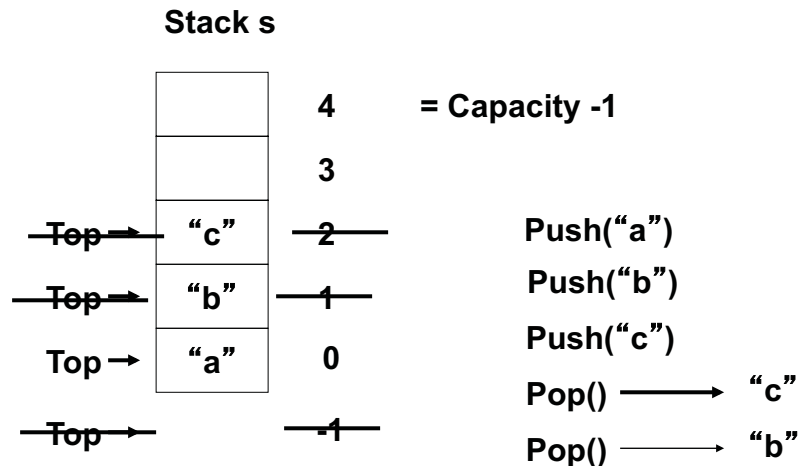 Stack s
4 = Capacity -1
3
Top “c” 2 Push(“a”)
Top “b” 1 Push(“b”)
Push(“c”)
Top “a” 0
Pop() “c”
Top -1
Pop() “b”